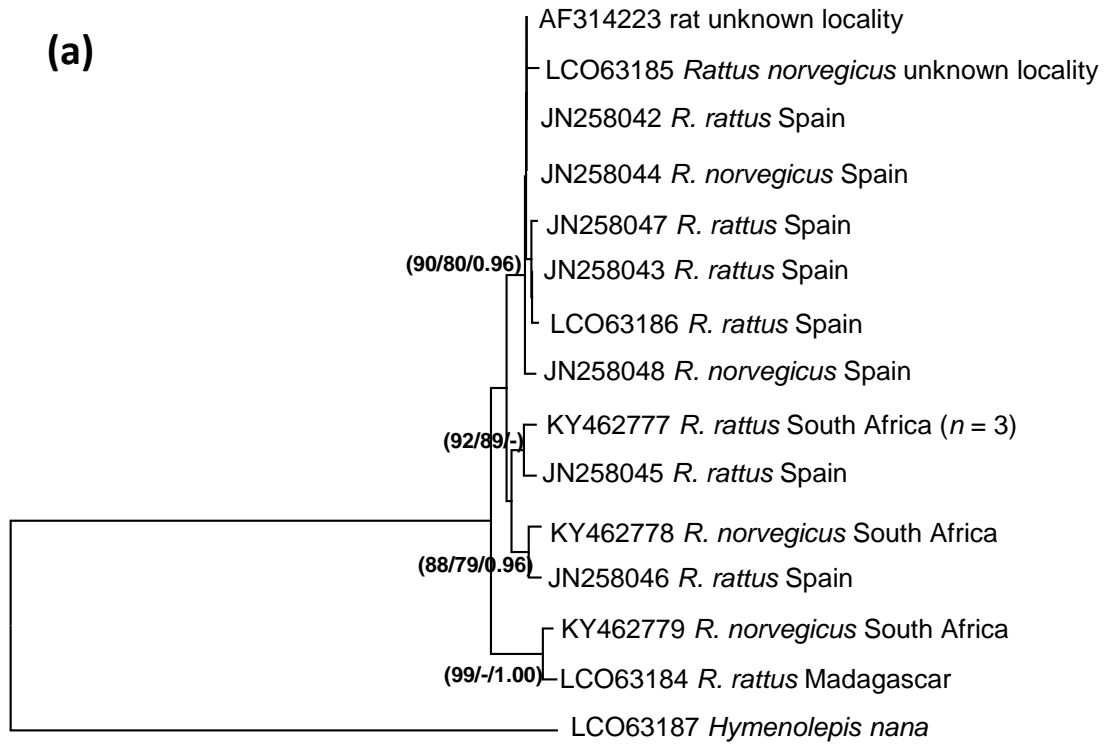 (a)
AF314223 rat unknown locality
LCO63185 Rattus norvegicus unknown locality
JN258042 R. rattus Spain
JN258044 R. norvegicus Spain
JN258047 R. rattus Spain
(90/80/0.96)
JN258043 R. rattus Spain
LCO63186 R. rattus Spain
JN258048 R. norvegicus Spain
KY462777 R. rattus South Africa (n = 3)
(92/89/-)
JN258045 R. rattus Spain
KY462778 R. norvegicus South Africa
(88/79/0.96)
JN258046 R. rattus Spain
KY462779 R. norvegicus South Africa
(99/-/1.00)
LCO63184 R. rattus Madagascar
LCO63187 Hymenolepis nana